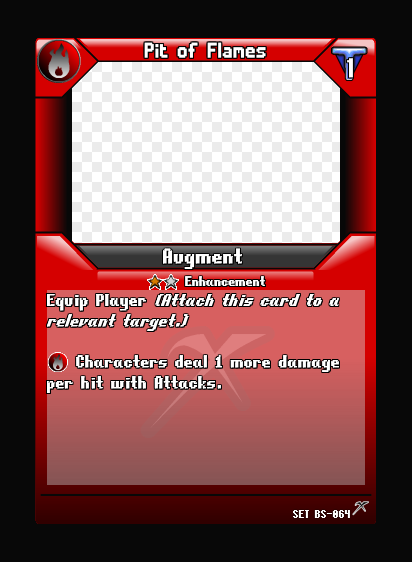 Pit of Flames
1
Augment
Enhancement
Equip Player (Attach this card to a
relevant target.)
Characters deal 1 more damage
per hit with Attacks.
SET BS-064